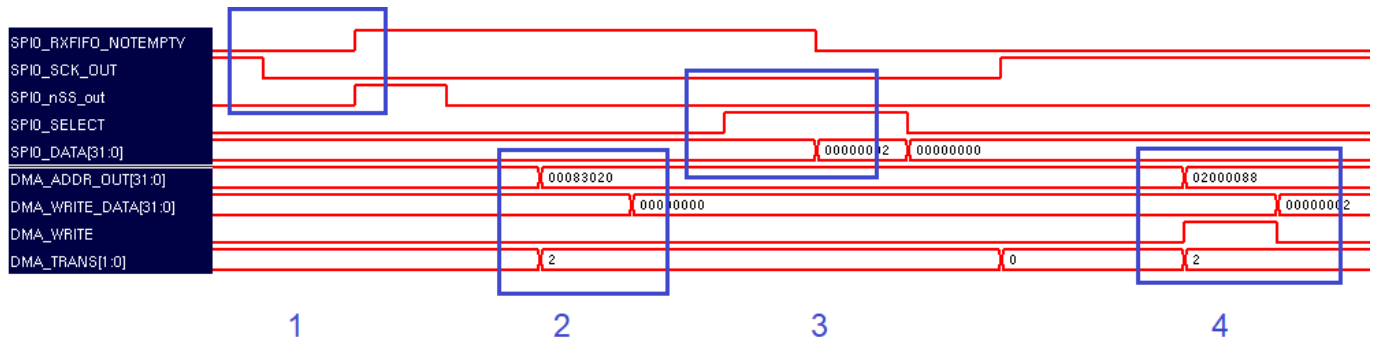 SPI0_RXFIFO_NOTEMPTY
SPI0_SCK_OUT
SPI0_nSS_out
SPI0_SELECT
SPI0_DATA[31:0] 00000002 00000000
DMA_ADDR_OUT[31:0] 00083020 02000088
DMA_WRITE_DATA[31:0] 00000000 00000002
DMA_WRITE
DMA_TRANS[1:0] 2 0 2
1 2 3 4